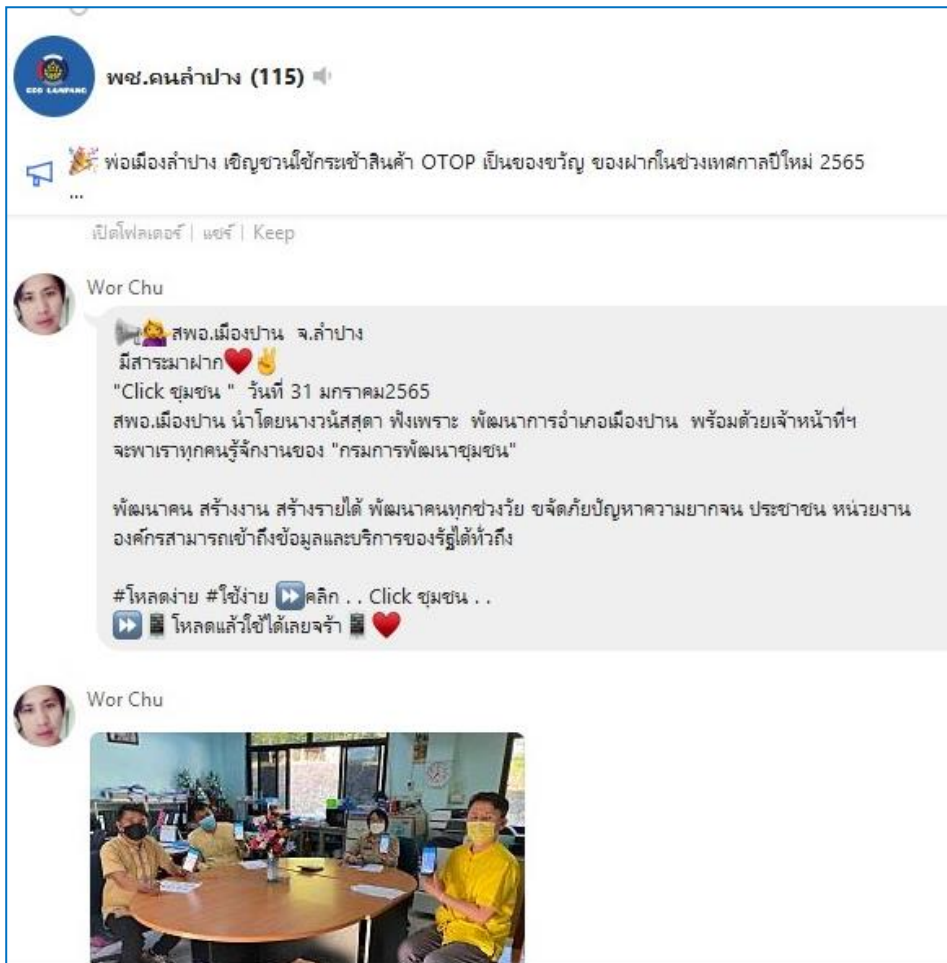 CDD LAMPANG
พช.คนลำปาง (115)
พ่อเมืองลำปาง เชิญชวนใช้กระเช้าสินค้า OTOP เป็นของขวัญ ของฝากในช่วงเทศกาลปีใหม่ 2565
...
เปิดโฟลเดอร์ | แชร์ | Keep
Wor Chu
สพอ.เมืองปาน จ.ลำปาง
มีสาระมาฝาก
"Click ชุมชน " วันที่ 31 มกราคม2565
สพอ.เมืองปาน นำโดยนางวนัสสุดา ฟังเพราะ พัฒนาการอำเภอเมืองปาน พร้อมด้วยเจ้าหน้าที่ฯ
จะพาเราทุกคนรู้จักงานของ "กรมการพัฒนาชุมชน"
พัฒนาคน สร้างงาน สร้างรายได้ พัฒนาคนทุกช่วงวัย ขจัดภัยปัญหาความยากจน ประชาชน หน่วยงาน
องค์กรสามารถเข้าถึงข้อมูลและบริการของรัฐได้ทั่วถึง
#โหลดง่าย #ใช้ง่าย คลิก . . Click ชุมชน . .
โหลดแล้วใช้ได้เลยจร้า
Wor Chu